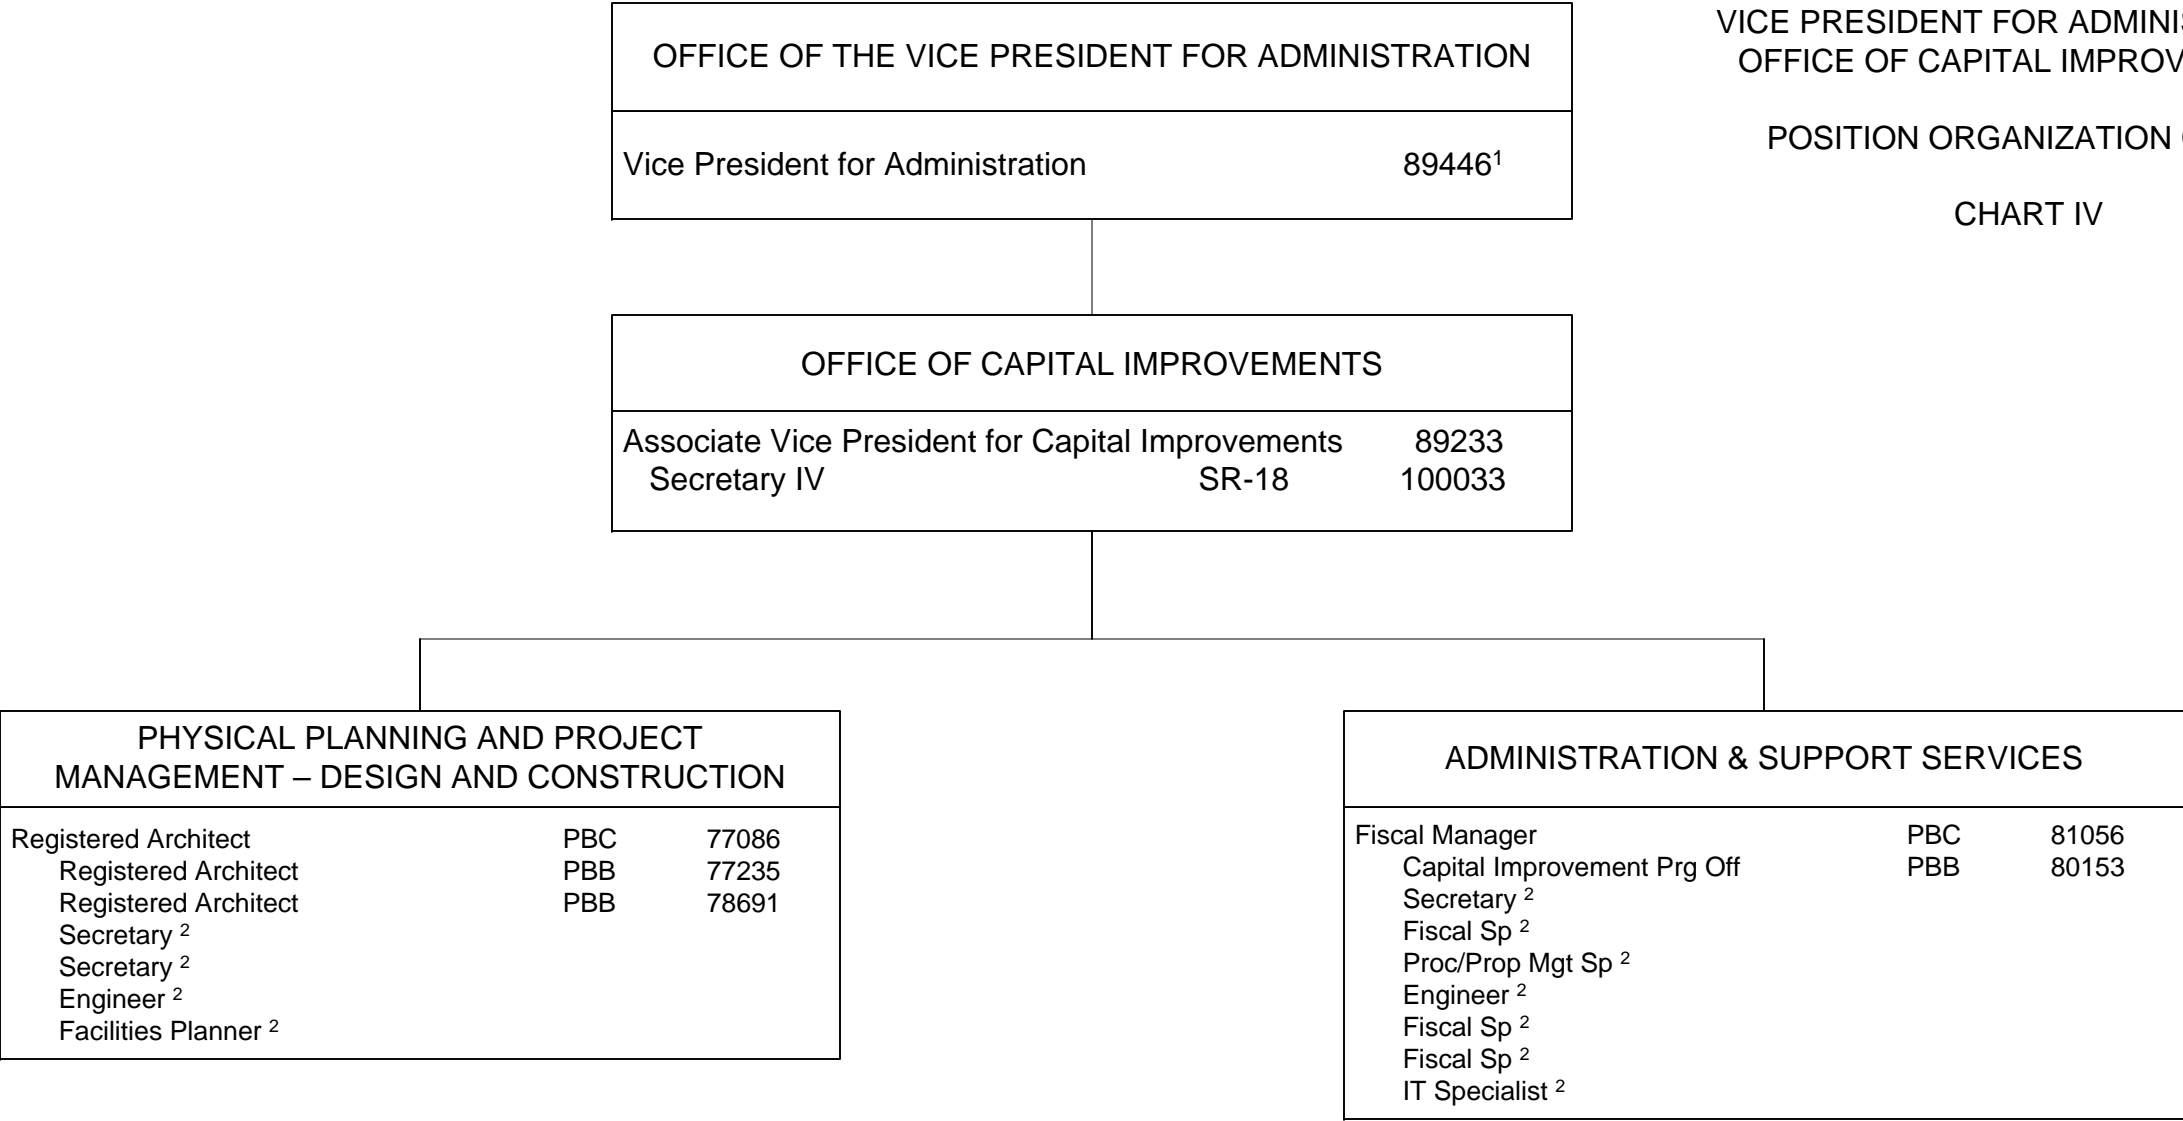 OFFICE OF THE VICE PRESIDENT FOR ADMINISTRATION
Vice President for Administration 89446¹
VICE PRESIDENT FOR
OFFICE OF CAPITAL
POSITION ORGANIZATION
CHART IV
OFFICE OF CAPITAL IMPROVEMENTS
Associate Vice President for Capital Improvements 89233
Secretary IV SR-18 100033
PHYSICAL PLANNING AND PROJECT
MANAGEMENT – DESIGN AND CONSTRUCTION
Registered Architect PBC 77086
Registered Architect PBB 77235
Registered Architect PBB 78691
Secretary ²
Secretary ²
Engineer ²
Facilities Planner ²
ADMINISTRATION & SUPPORT SERVICES
Fiscal Manager PBC 81056
Capital Improvement Prg Off PBB 80153
Secretary ²
Fiscal Sp ²
Proc/Prop Mgt Sp ²
Engineer ²
Fiscal Sp ²
Fiscal Sp ²
IT Specialist ²